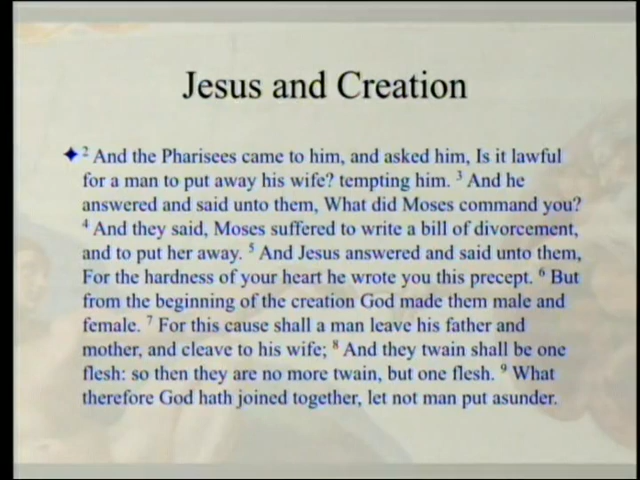 Jesus and Creation
✦ ² And the Pharisees came to him, and asked him, Is it lawful
for a man to put away his wife? tempting him. ³ And he
answered and said unto them, What did Moses command you?
⁴ And they said, Moses suffered to write a bill of divorcement,
and to put her away. ⁵ And Jesus answered and said unto them,
For the hardness of your heart he wrote you this precept. ⁶ But
from the beginning of the creation God made them male and
female. ⁷ For this cause shall a man leave his father and
mother, and cleave to his wife; ⁸ And they twain shall be one
flesh: so then they are no more twain, but one flesh. ⁹ What
therefore God hath joined together, let not man put asunder.